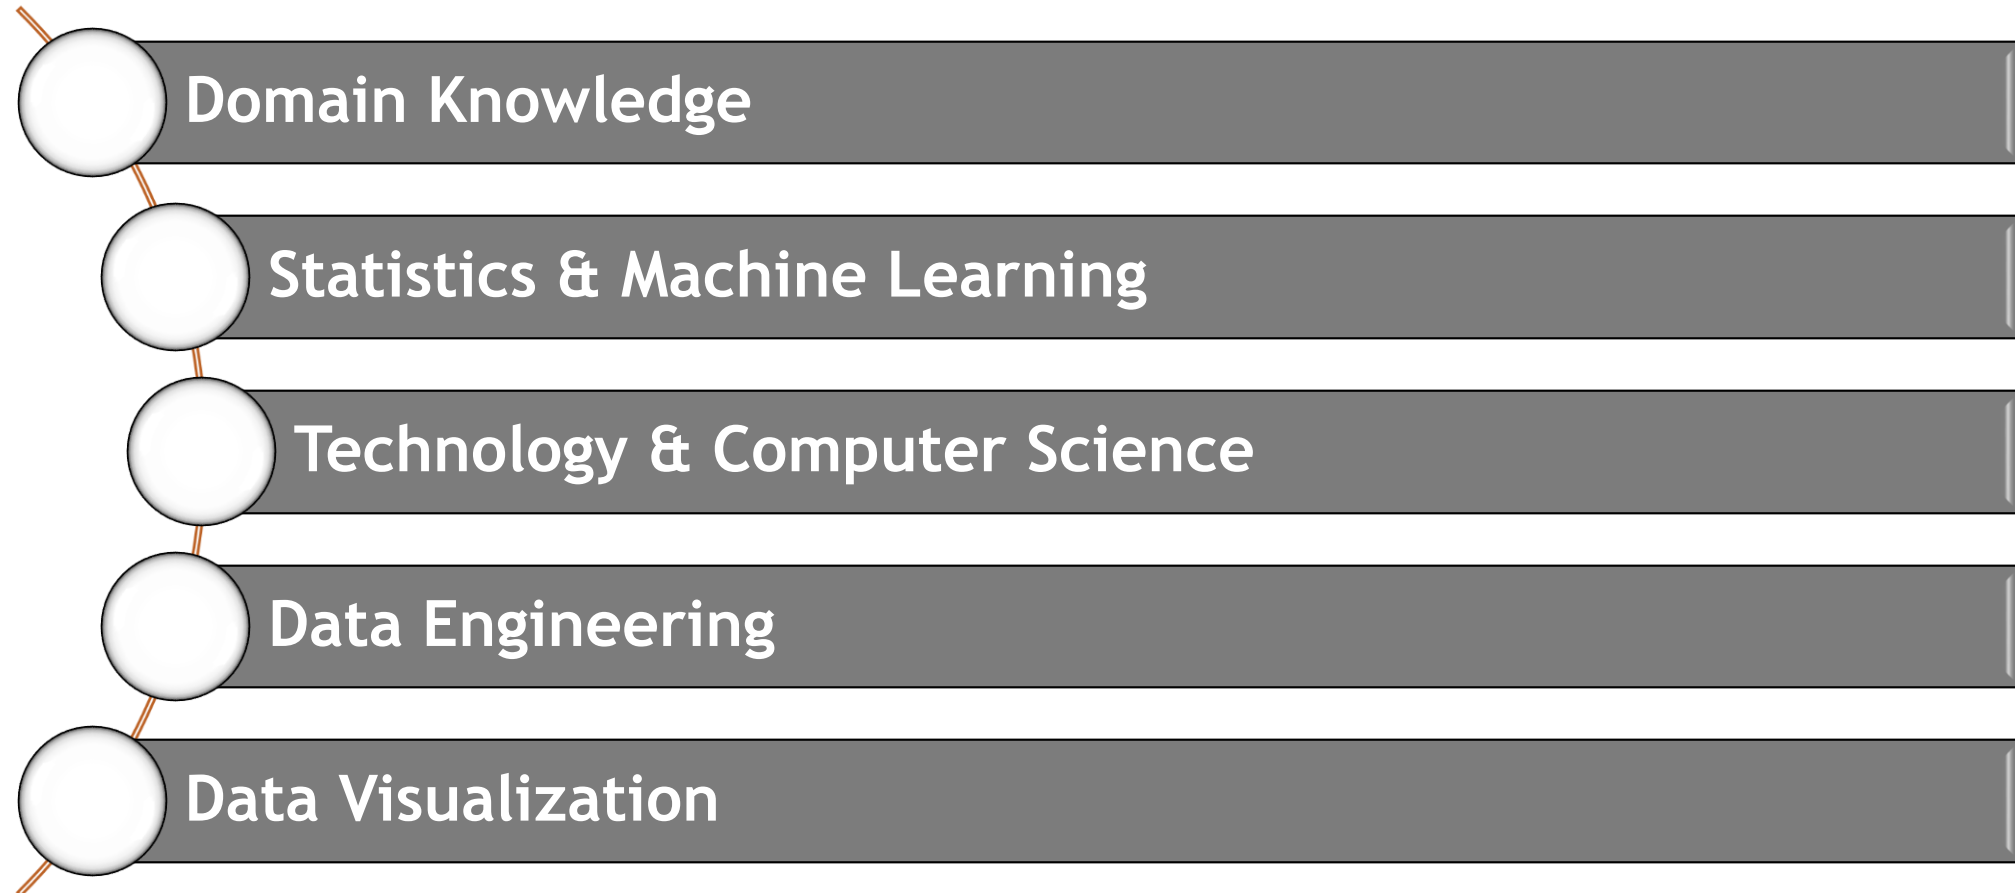 Domain Knowledge
Statistics & Machine Learning
Technology & Computer Science
Data Engineering
Data Visualization